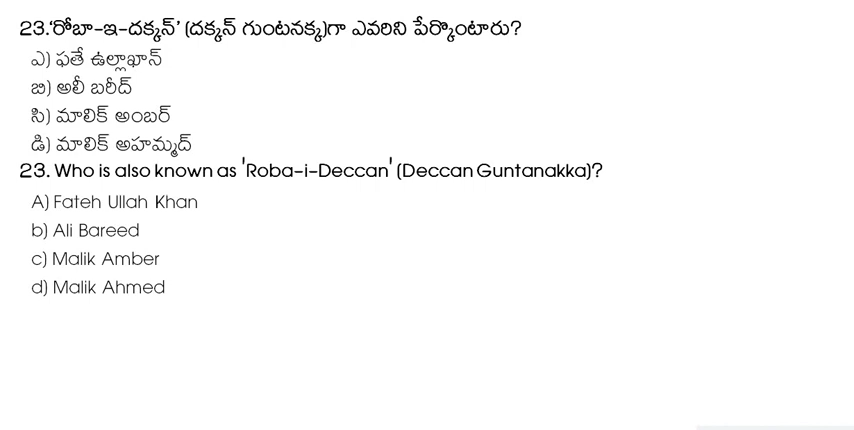 23.‘రోబా-ఇ-దక్కన్’ (దక్కన్ గుంటనక్క)గా ఎవరిని పేర్కొంటారు?
ఎ) ఫతే ఉల్లాఖాన్
బి) అలీ బరీద్
సి) మాలిక్ అంబర్
డి) మాలిక్ అహమ్మద్
23. Who is also known as 'Roba-i-Deccan' (Deccan Guntanakka)?
A) Fateh Ullah Khan
b) Ali Bareed
c) Malik Amber
d) Malik Ahmed